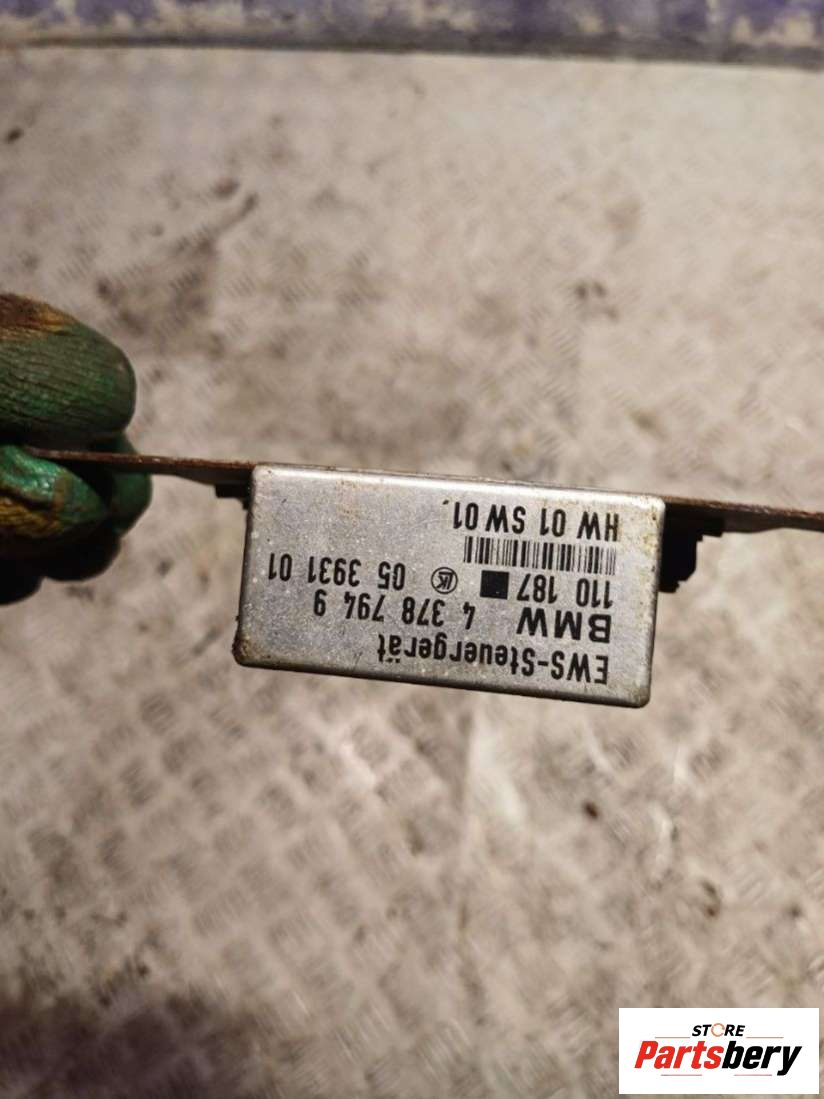 EWS-Steuergerät
BMW 4 378 794 9
110 187 05 3931 01
HW 01 SW 01.
STORE
Partsbery